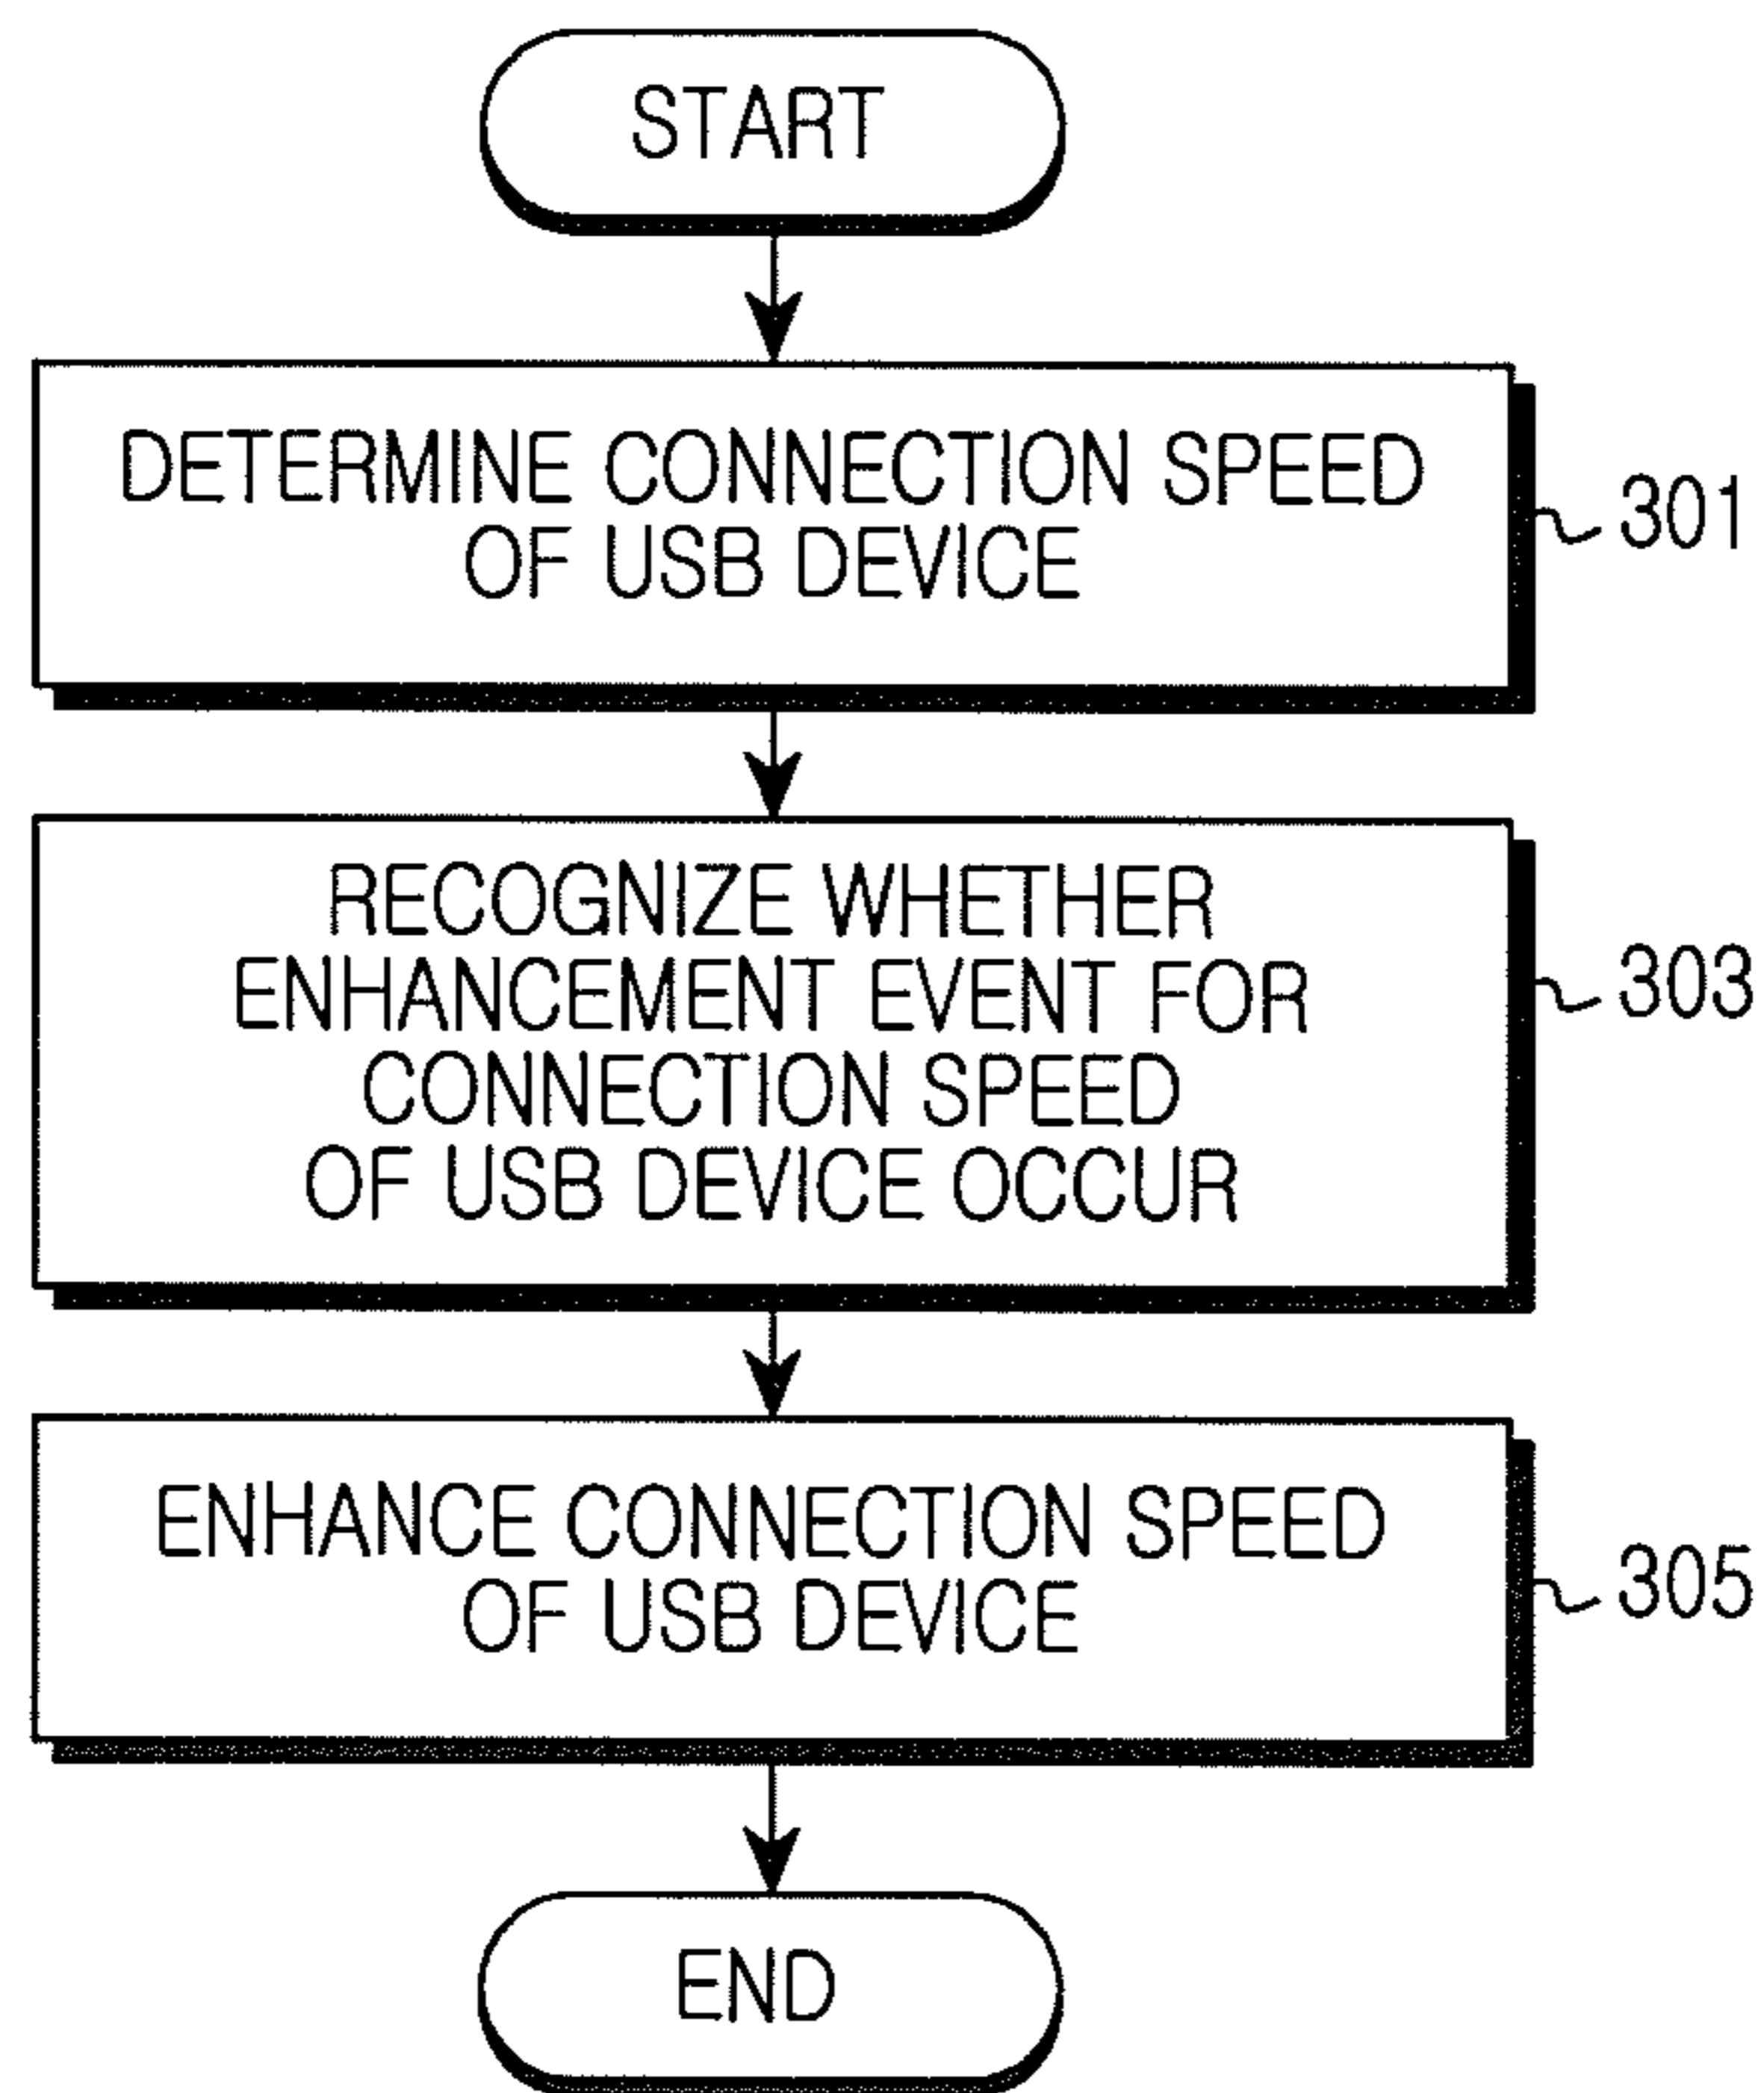 START
DETERMINE CONNECTION SPEED
OF USB DEVICE
301
RECOGNIZE WHETHER
ENHANCEMENT EVENT FOR
CONNECTION SPEED
OF USB DEVICE OCCUR
303
ENHANCE CONNECTION SPEED
OF USB DEVICE
305
END